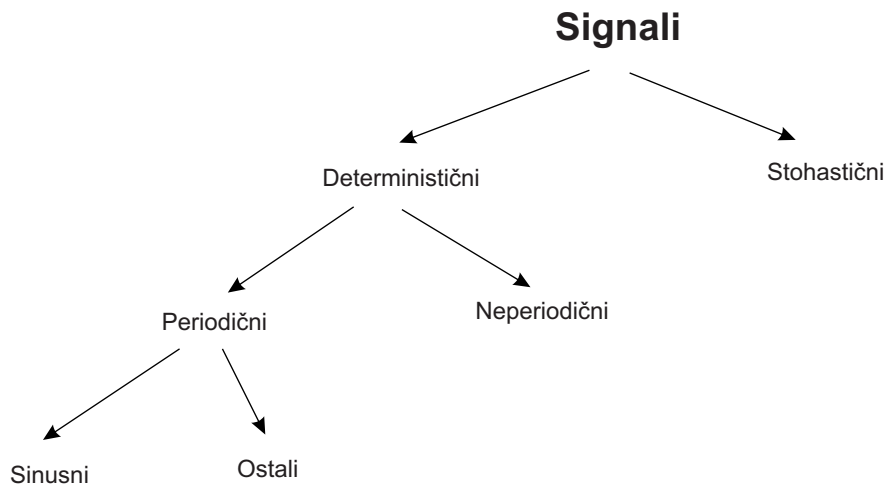 Signali
Deterministični
Stohastični
Periodični
Neperiodični
Sinusni
Ostali